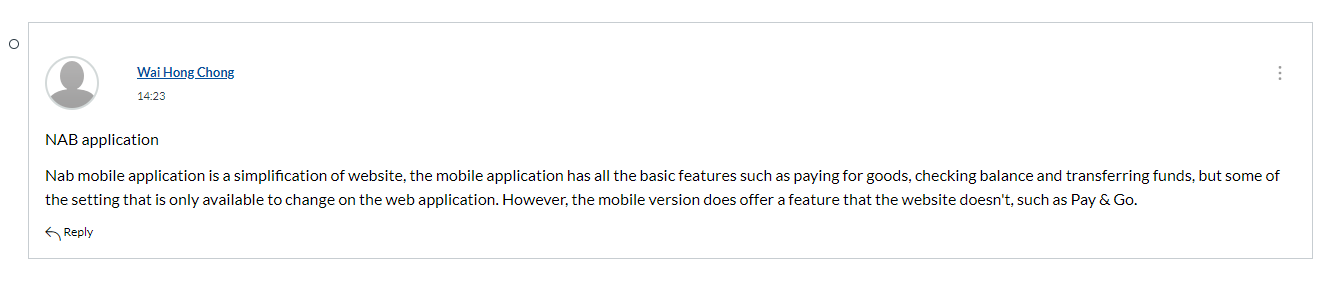 Wai Hong Chong
14:23
NAB application
Nab mobile application is a simplification of website, the mobile application has all the basic features such as paying for goods, checking balance and transferring funds, but some of
the setting that is only available to change on the web application. However, the mobile version does offer a feature that the website doesn't, such as Pay & Go.
Reply